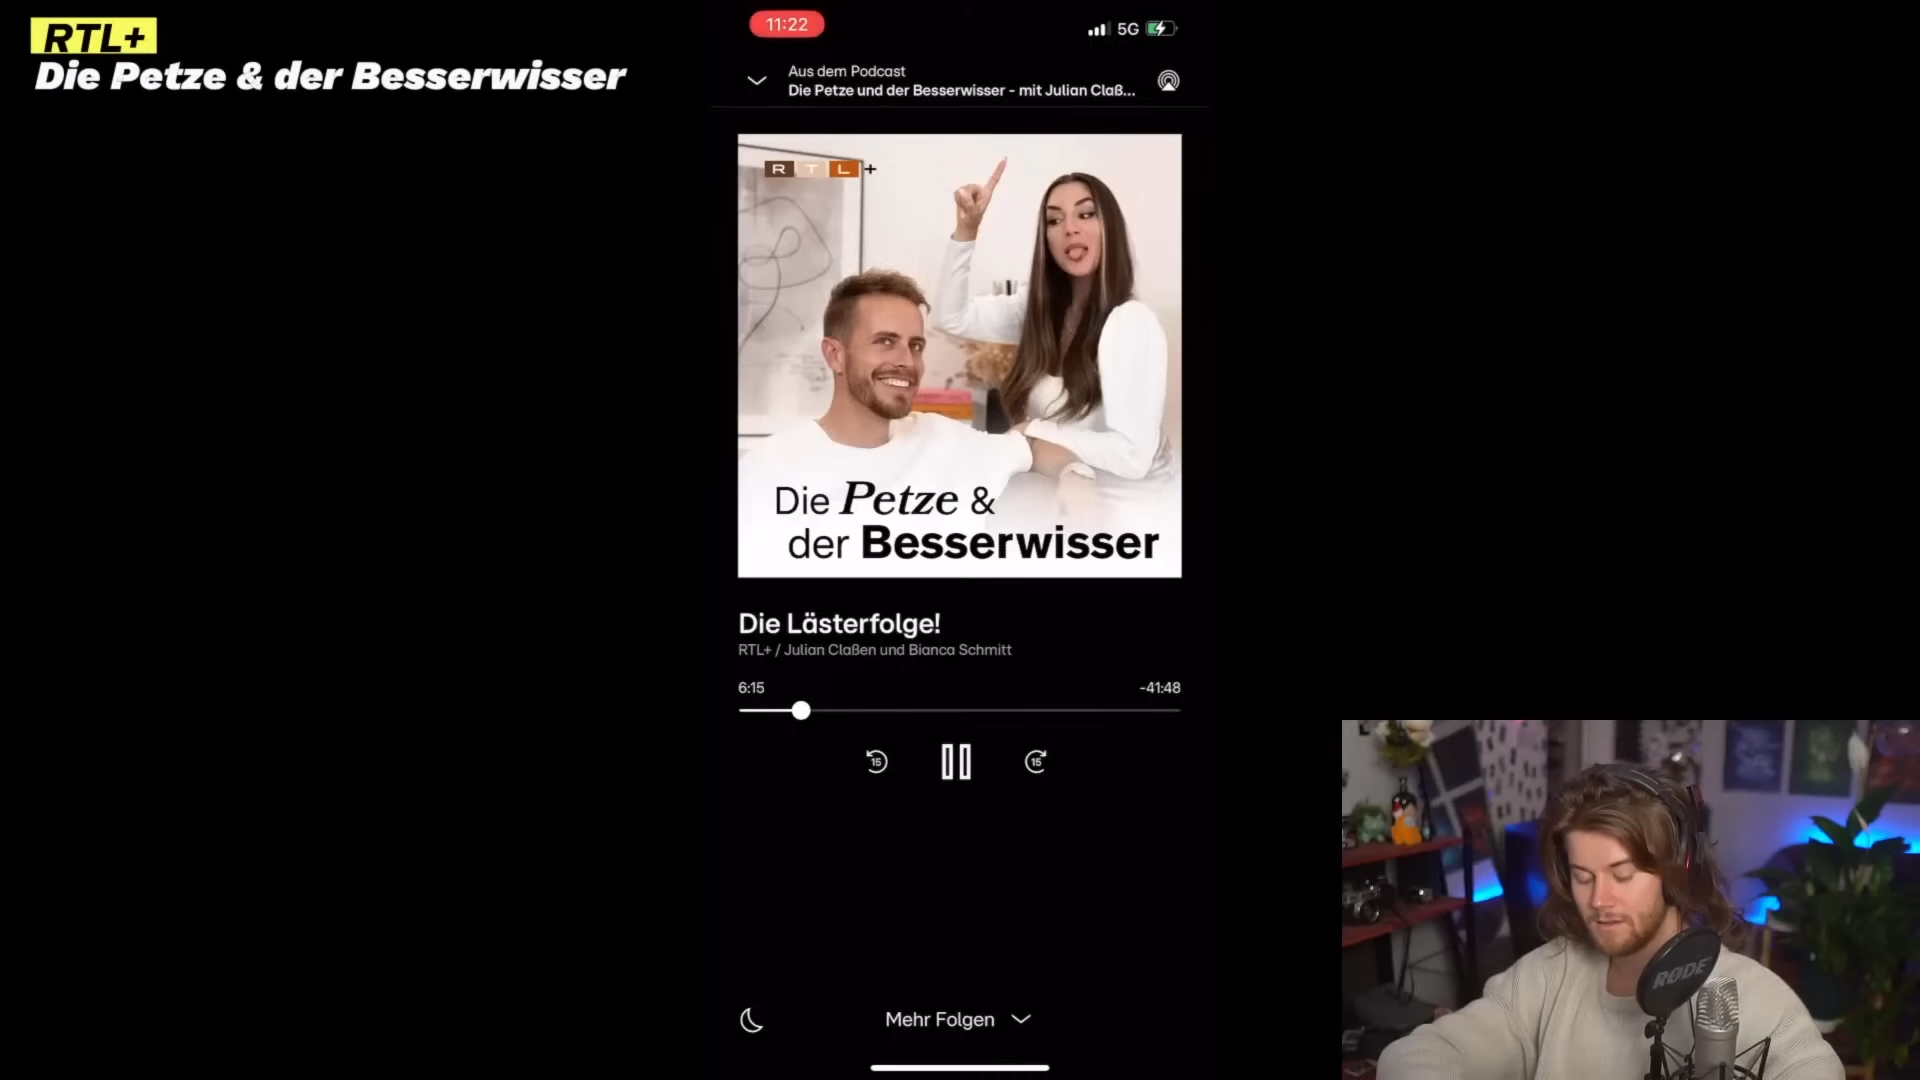 RTL+
Die Petze & der Besserwisser
11:22
5G
Aus dem Podcast
Die Petze und der Besserwisser - mit Julian Claß...
RTL+
Die Petze &
der Besserwisser
Die Lästerfolge!
RTL+ / Julian Claßen und Bianca Schmitt
6:15
-41:48
15
15
Mehr Folgen
RØDE